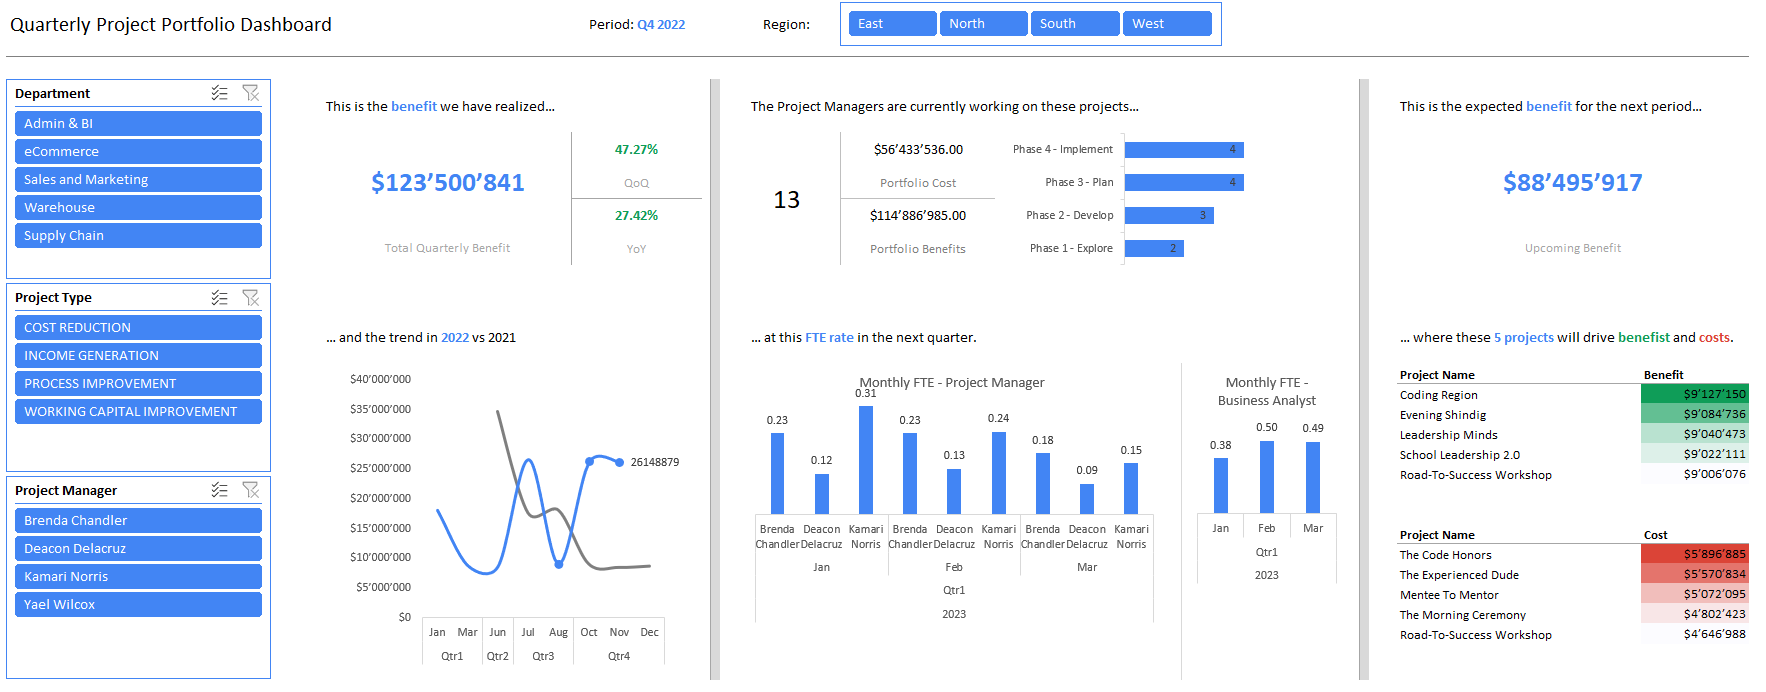 Quarterly Project Portfolio Dashboard
Period: Q4 2022
Region:
East
North
South
West
Department
Admin & BI
eCommerce
Sales and Marketing
Warehouse
Supply Chain
Project Type
COST REDUCTION
INCOME GENERATION
PROCESS IMPROVEMENT
WORKING CAPITAL IMPROVEMENT
Project Manager
Brenda Chandler
Deacon Delacruz
Kamari Norris
Yael Wilcox
This is the benefit we have realized...
$123’500’841
Total Quarterly Benefit
47.27%
QoQ
27.42%
YoY
... and the trend in 2022 vs 2021
$40’000’000
$35’000’000
$30’000’000
$25’000’000
$20’000’000
$15’000’000
$10’000’000
$5’000’000
$0
26148879
Jan Mar Jun Jul Aug Oct Nov Dec
Qtr1 Qtr2 Qtr3 Qtr4
The Project Managers are currently working on these projects...
13
$56’433’536.00
Portfolio Cost
$114’886’985.00
Portfolio Benefits
Phase 4 - Implement 4
Phase 3 - Plan 4
Phase 2 - Develop 3
Phase 1 - Explore 2
... at this FTE rate in the next quarter.
Monthly FTE - Project Manager
0.23 0.12 0.31 0.23 0.13 0.24 0.18 0.09 0.15
Brenda Deacon Kamari Brenda Deacon Kamari Brenda Deacon Kamari
Chandler Delacruz Norris Chandler Delacruz Norris Chandler Delacruz Norris
Jan Feb Mar
Qtr1
2023
Monthly FTE -
Business Analyst
0.38 0.50 0.49
Jan Feb Mar
Qtr1
2023
This is the expected benefit for the next period...
$88’495’917
Upcoming Benefit
... where these 5 projects will drive benefist and costs.
Project Name Benefit
Coding Region $9’127’150
Evening Shindig $9’084’736
Leadership Minds $9’040’473
School Leadership 2.0 $9’022’111
Road-To-Success Workshop $9’006’076
Project Name Cost
The Code Honors $5’896’885
The Experienced Dude $5’570’834
Mentee To Mentor $5’072’095
The Morning Ceremony $4’802’423
Road-To-Success Workshop $4’646’988